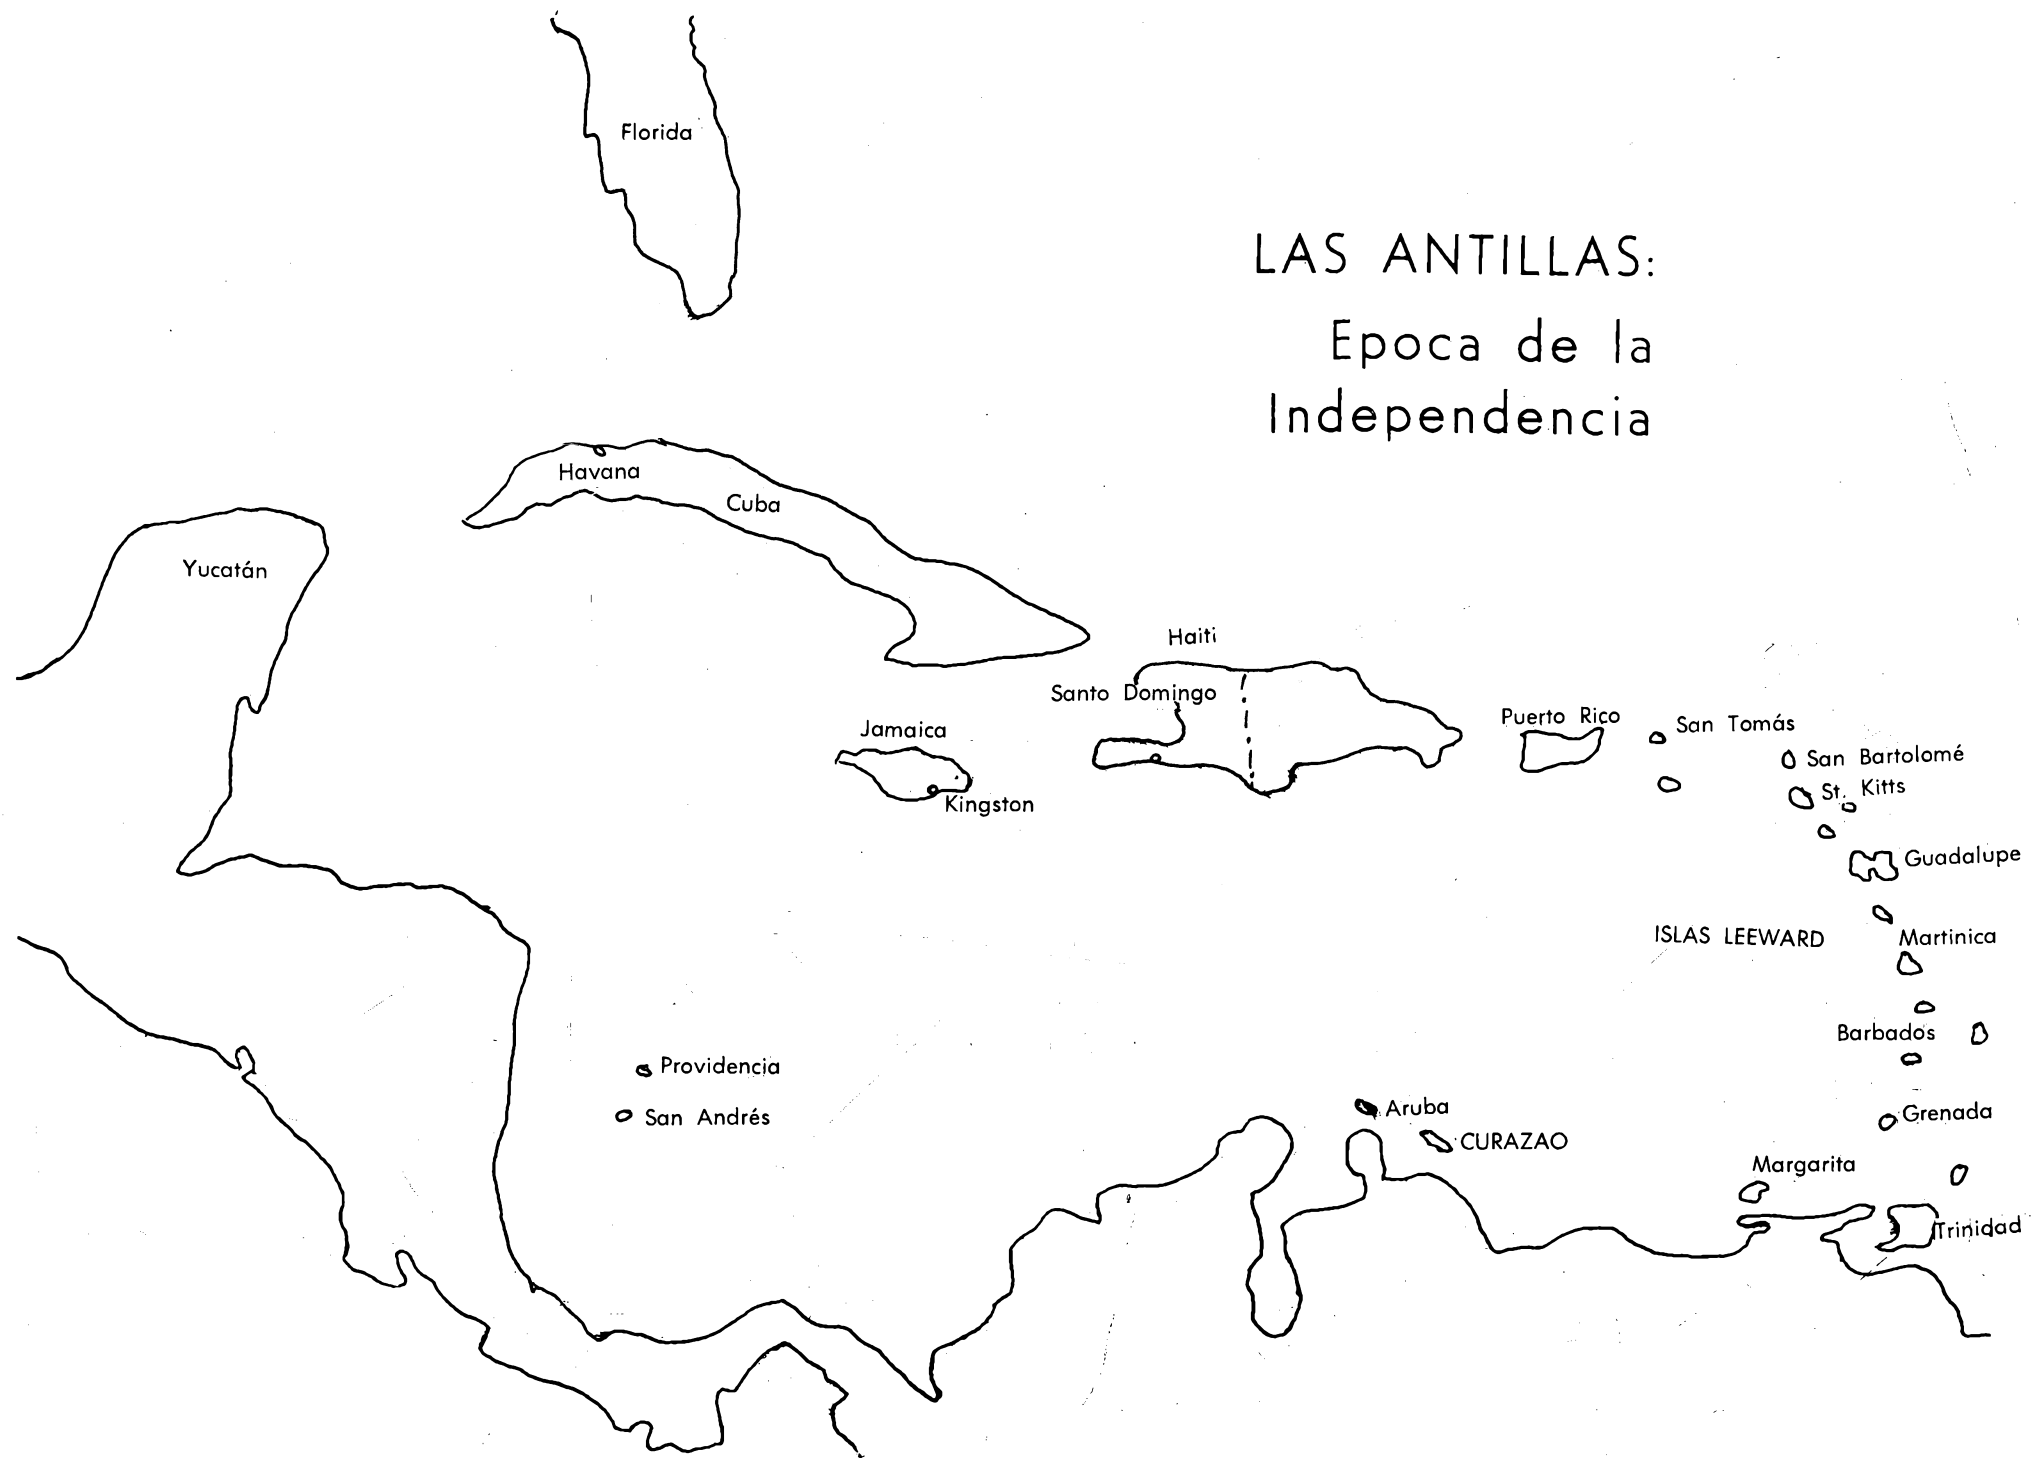 Florida
LAS ANTILLAS:
Epoca de la
Independencia
Havana
Cuba
Yucatán
Haiti
Santo Domingo
Jamaica
Kingston
Puerto Rico
San Tomás
San Bartolomé
St. Kitts
Guadalupe
ISLAS LEEWARD
Martinica
Barbados
Providencia
San Andrés
Aruba
CURAZAO
Grenada
Margarita
Trinidad